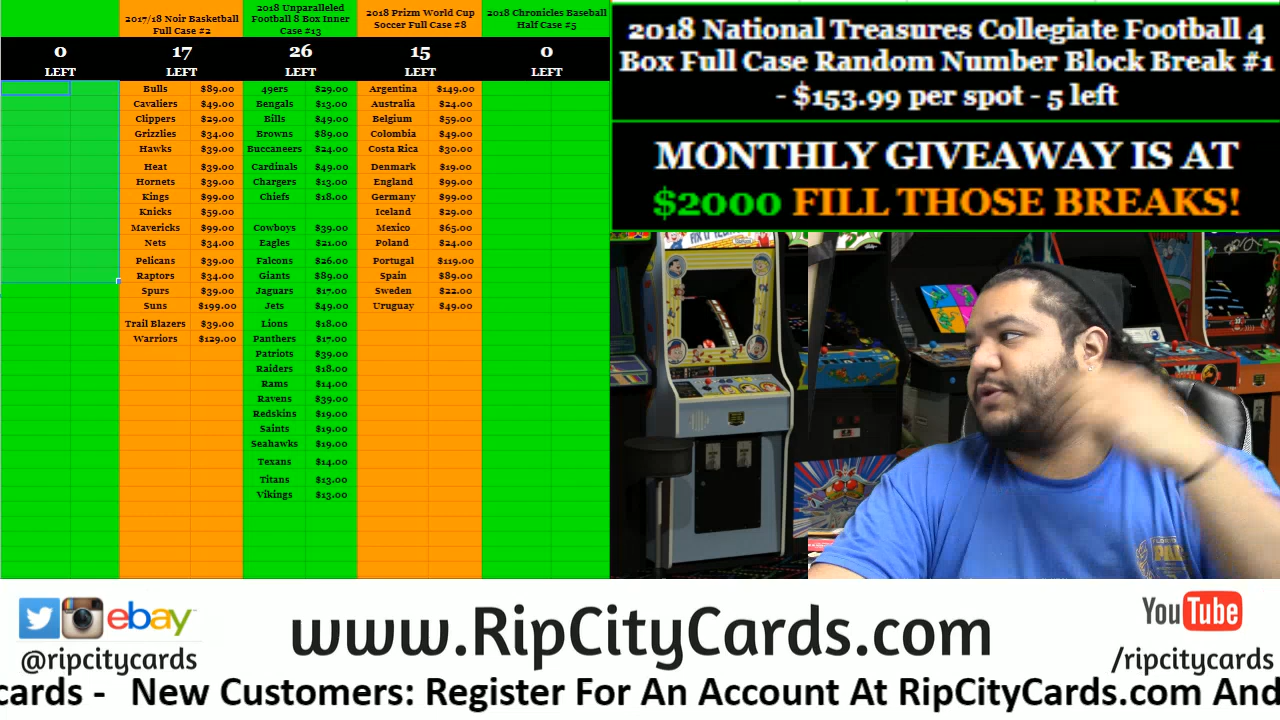 2017/18 Noir Basketball
Full Case #2
2018 Unparalleled
Football 8 Box Inner
Case #13
2018 Prizm World Cup
Soccer Full Case #8
2018 Chronicles Baseball
Half Case #5
0 17 26 15 0
LEFT LEFT LEFT LEFT LEFT
Bulls $89.00 49ers $29.00 Argentina $149.00
Cavaliers $49.00 Bengals $13.00 Australia $24.00
Clippers $29.00 Bills $49.00 Belgium $59.00
Grizzlies $34.00 Browns $89.00 Colombia $49.00
Hawks $39.00 Buccaneers $24.00 Costa Rica $30.00
Heat $39.00 Cardinals $49.00 Denmark $19.00
Hornets $39.00 Chargers $13.00 England $99.00
Kings $99.00 Chiefs $18.00 Germany $99.00
Knicks $59.00 Iceland $29.00
Mavericks $99.00 Cowboys $39.00 Mexico $65.00
Nets $34.00 Eagles $21.00 Poland $24.00
Pelicans $39.00 Falcons $26.00 Portugal $119.00
Raptors $34.00 Giants $89.00 Spain $89.00
Spurs $39.00 Jaguars $17.00 Sweden $22.00
Suns $199.00 Jets $49.00 Uruguay $49.00
Trail Blazers $39.00 Lions $18.00
Warriors $129.00 Panthers $17.00
Patriots $39.00
Raiders $18.00
Rams $14.00
Ravens $39.00
Redskins $19.00
Saints $19.00
Seahawks $19.00
Texans $14.00
Titans $13.00
Vikings $13.00
2018 National Treasures Collegiate Football 4
Box Full Case Random Number Block Break #1
- $153.99 per spot - 5 left
MONTHLY GIVEAWAY IS AT
$2000 FILL THOSE BREAKS!
ebay
@ripcitycards
www.RipCityCards.com
YouTube
/ripcitycards
cards - New Customers: Register For An Account At RipCityCards.com And